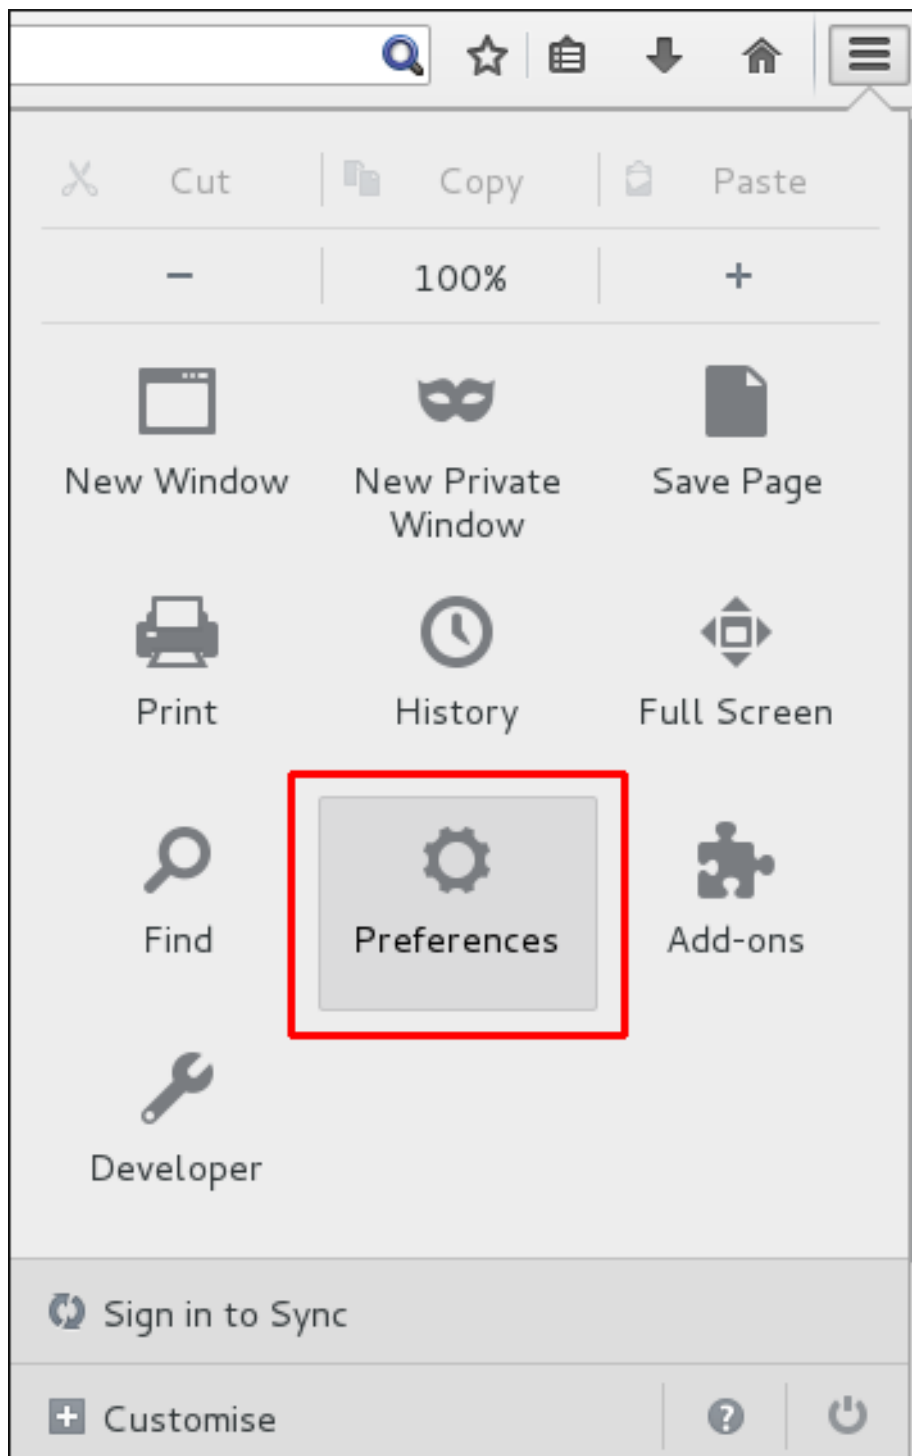 Cut Copy Paste
− 100% +
New Window
New Private
Window
Save Page
Print
History
Full Screen
Find
Preferences
Add-ons
Developer
Sign in to Sync
Customise